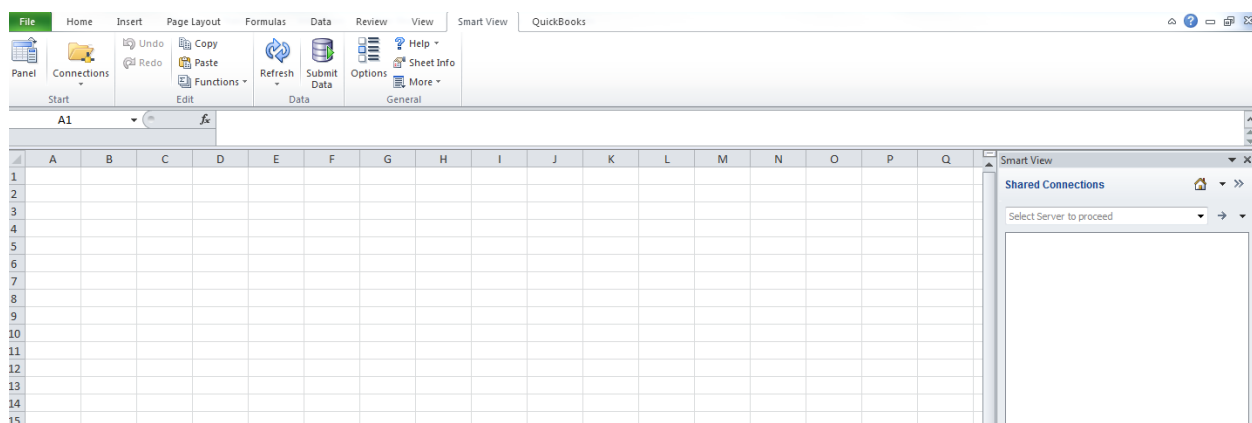 File Home Insert Page Layout Formulas Data Review View Smart View QuickBooks
Undo Copy Help
Redo Paste Sheet Info
Panel Connections Functions Refresh Submit Data Options More
Start Edit Data General
A1 fx
A B C D E F G H I J K L M N O P Q Smart View
1
Shared Connections
2
3
Select Server to proceed
4
5
6
7
8
9
10
11
12
13
14
15